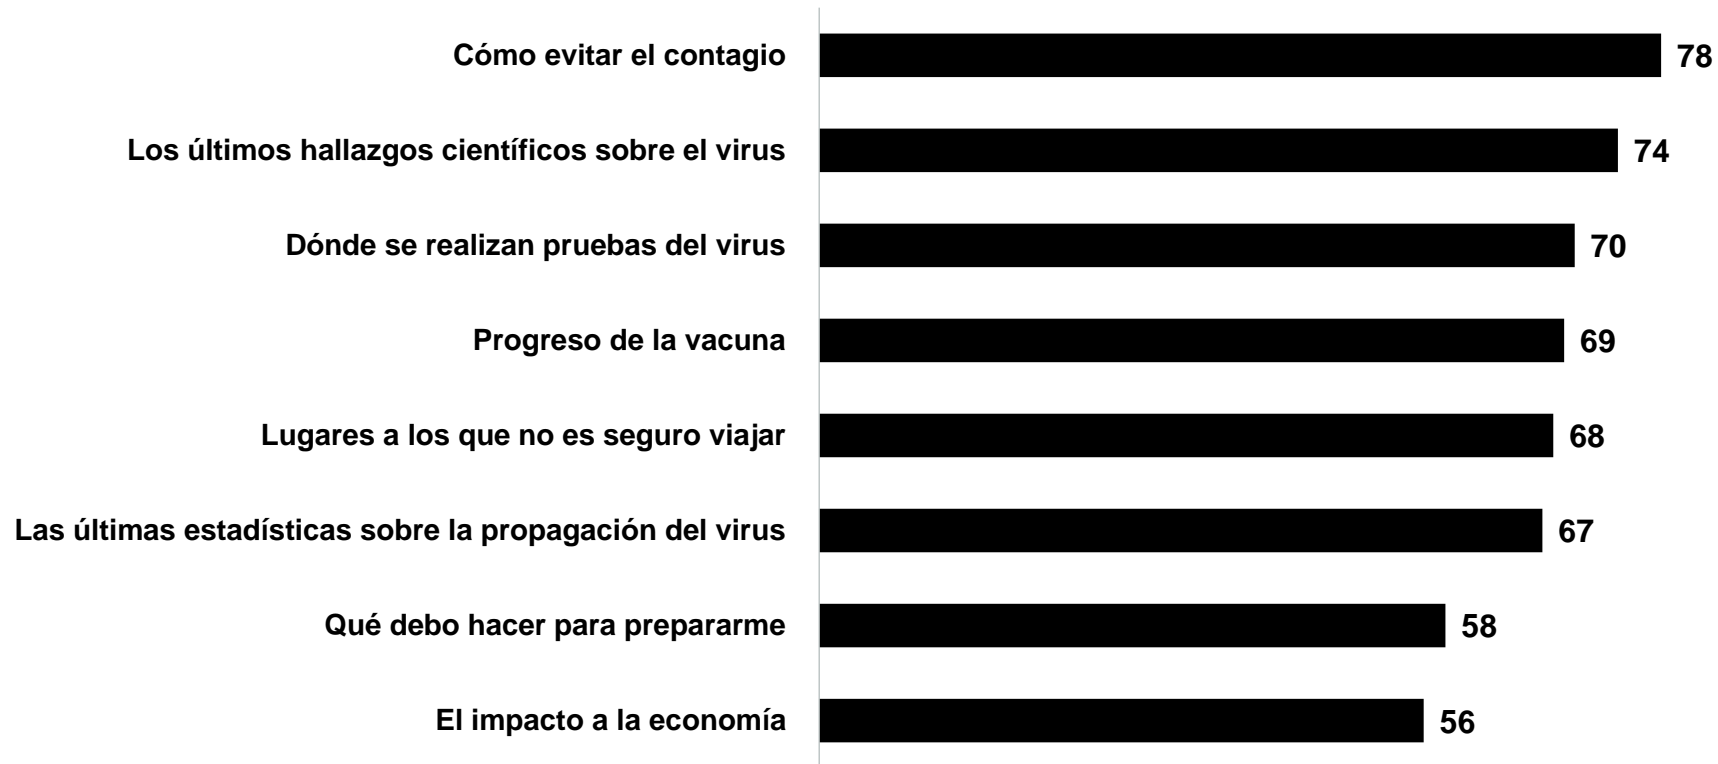 Cómo evitar el contagio 78
Los últimos hallazgos científicos sobre el virus 74
Dónde se realizan pruebas del virus 70
Progreso de la vacuna 69
Lugares a los que no es seguro viajar 68
Las últimas estadísticas sobre la propagación del virus 67
Qué debo hacer para prepararme 58
El impacto a la economía 56